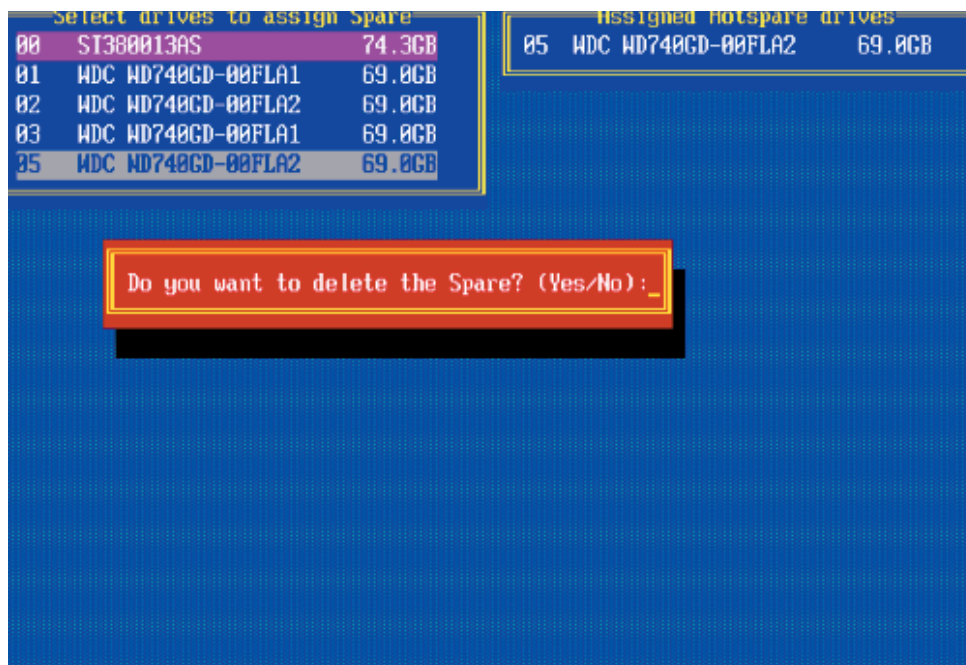 Select drives to assign Spare
00 ST380013AS 74.3GB
01 WDC WD740GD-00FLA1 69.0GB
02 WDC WD740GD-00FLA2 69.0GB
03 WDC WD740GD-00FLA1 69.0GB
05 WDC WD740GD-00FLA2 69.0GB
Assigned Hotspare drives
05 WDC WD740GD-00FLA2 69.0GB
Do you want to delete the Spare? (Yes/No):_